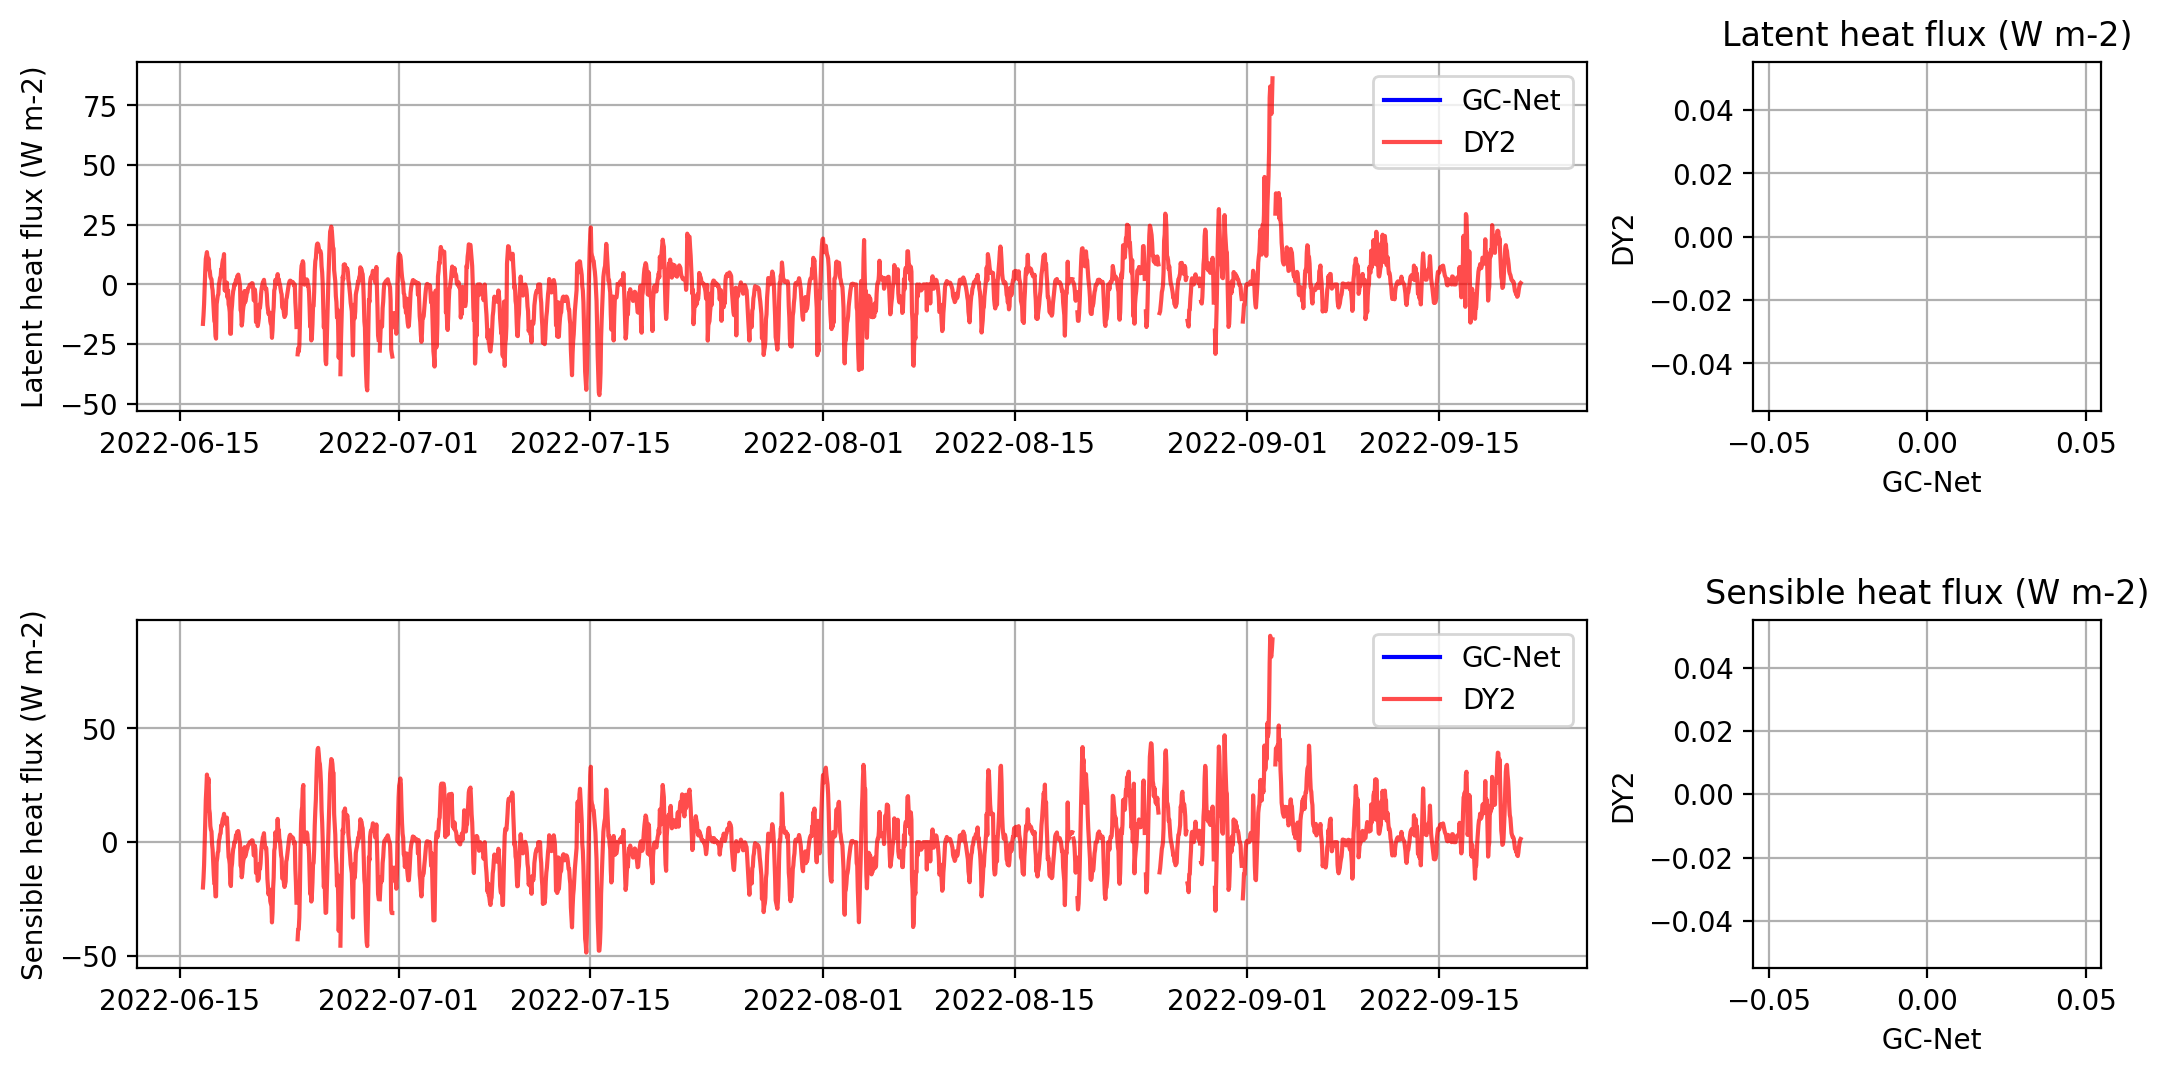 Latent heat flux (W m-2)
75
50
25
0
−25
−50
2022-06-15 2022-07-01 2022-07-15 2022-08-01 2022-08-15 2022-09-01 2022-09-15
GC-Net
DY2
Latent heat flux (W m-2)
DY2
0.04
0.02
0.00
−0.02
−0.04
−0.05 0.00 0.05
GC-Net
Sensible heat flux (W m-2)
50
0
−50
2022-06-15 2022-07-01 2022-07-15 2022-08-01 2022-08-15 2022-09-01 2022-09-15
GC-Net
DY2
Sensible heat flux (W m-2)
DY2
0.04
0.02
0.00
−0.02
−0.04
−0.05 0.00 0.05
GC-Net